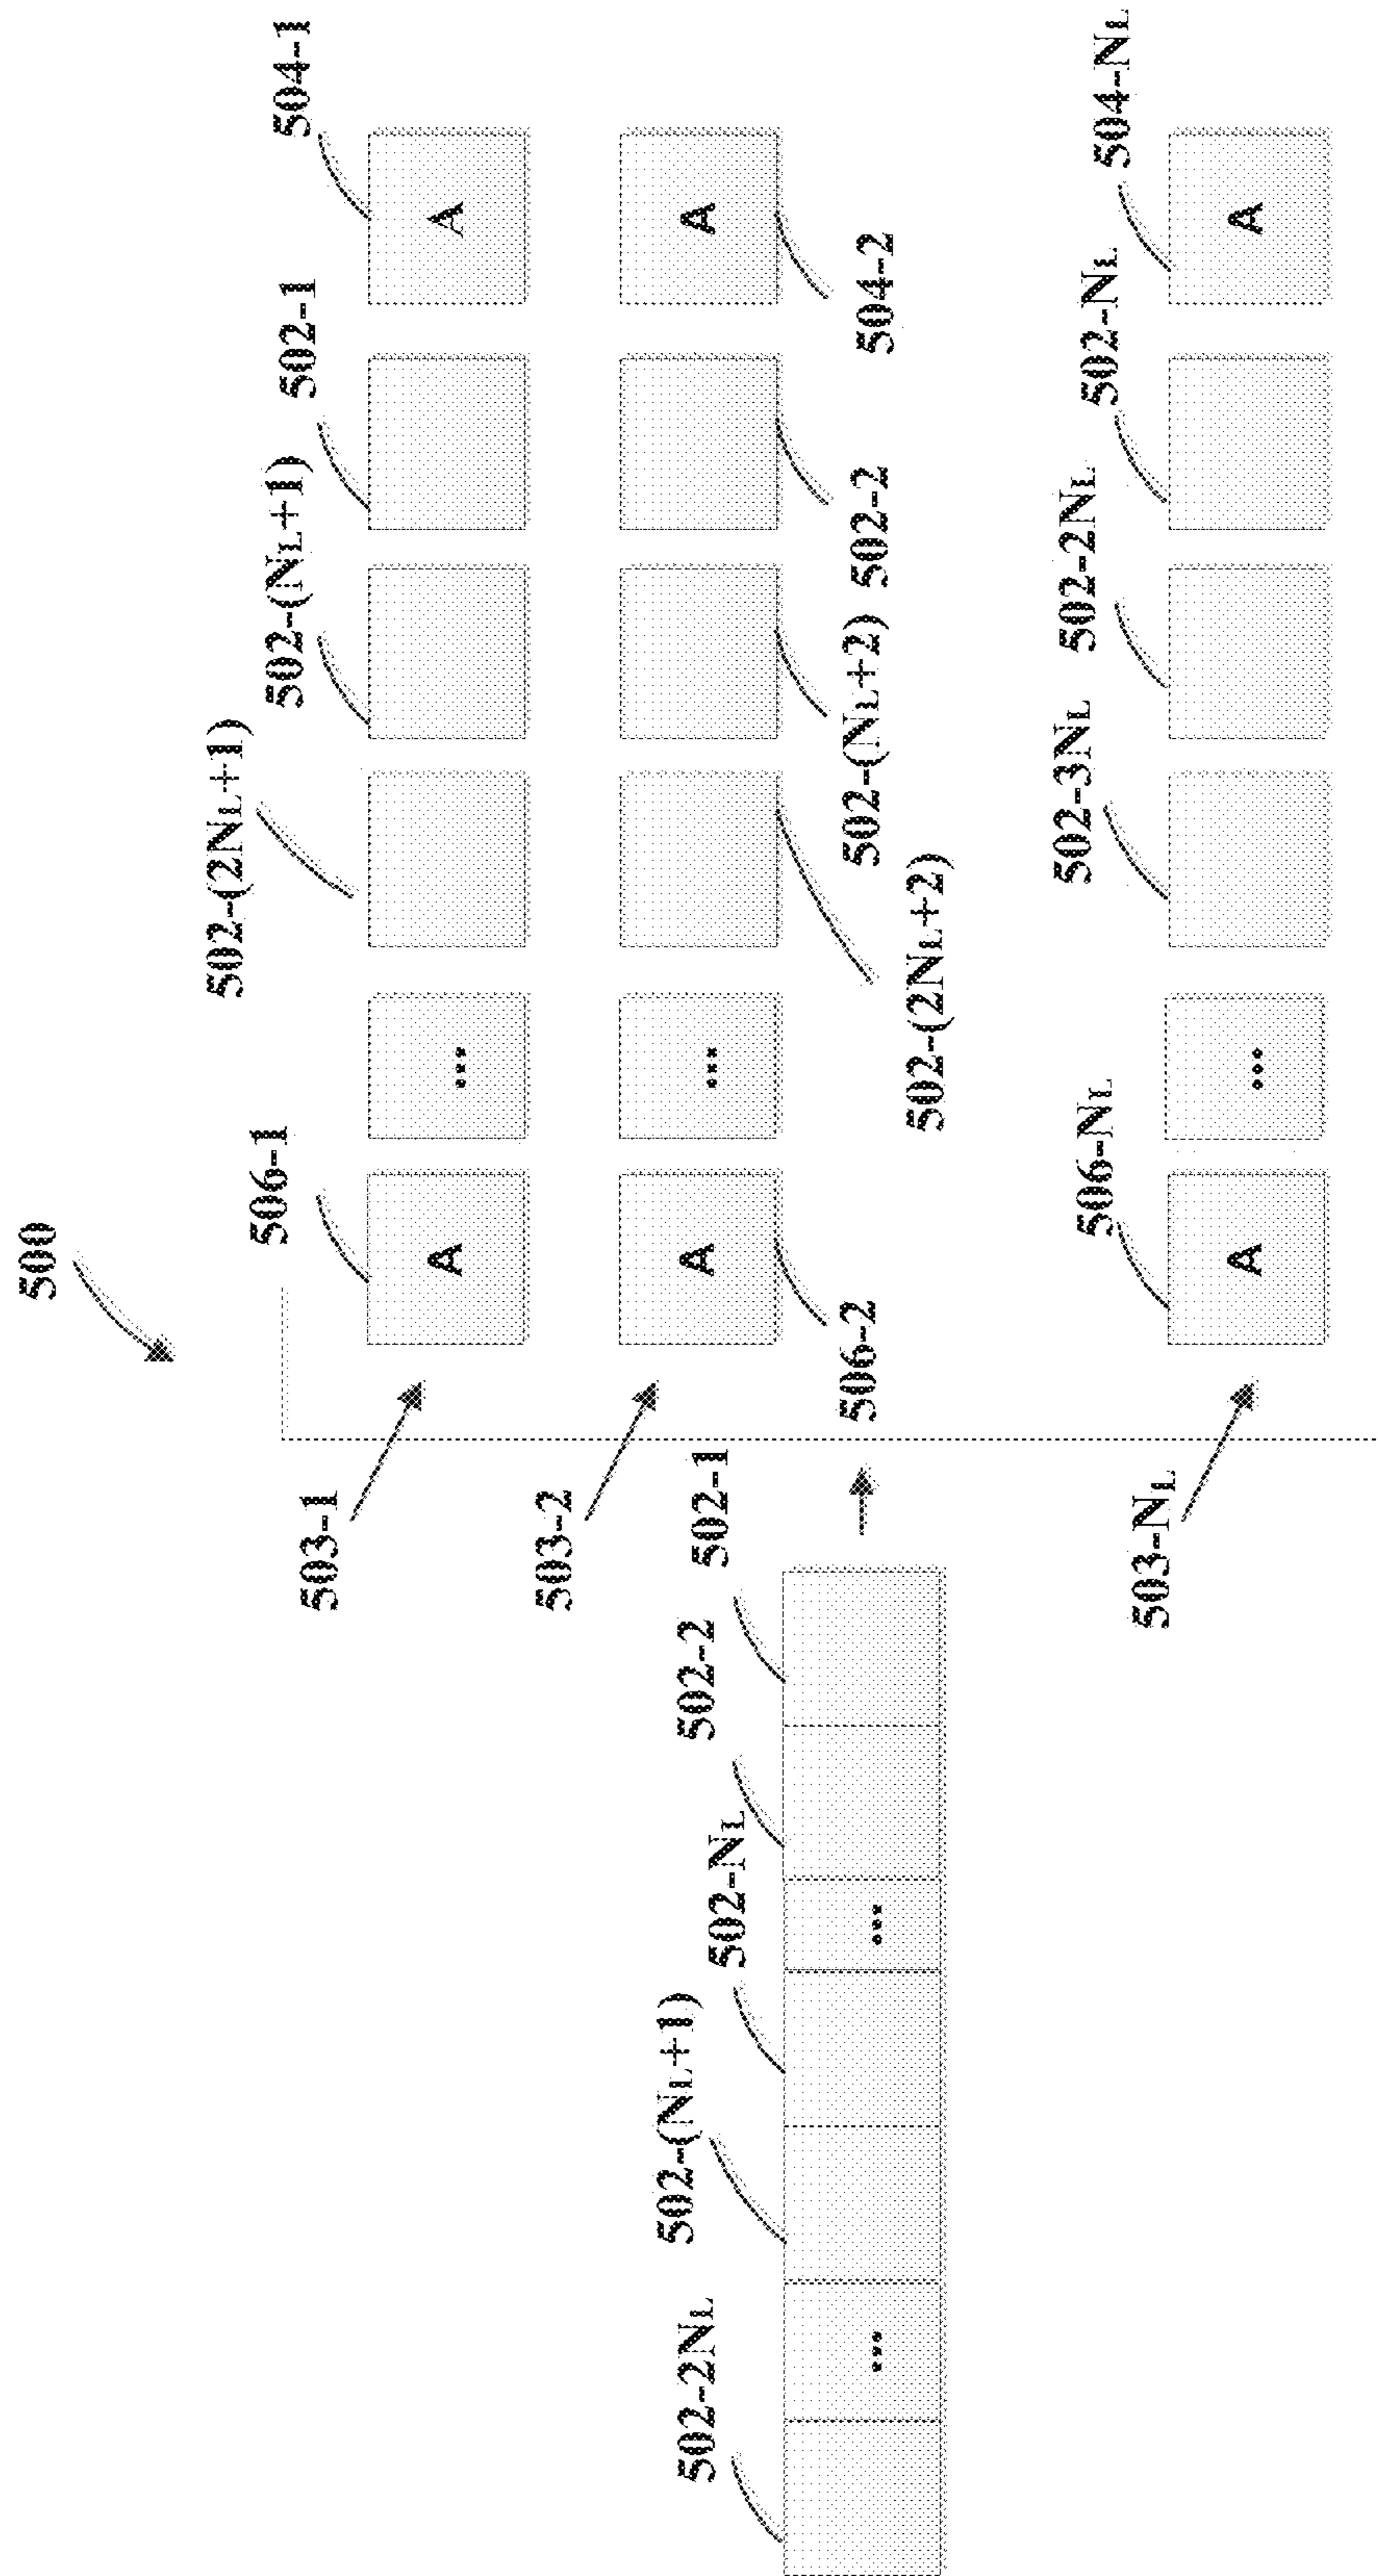 500
506-1
502-(2NL+1)
502-(NL+1)
502-1
504-1
503-1
A
...
A
503-2
A
...
A
506-2
502-(2NL+2)
502-(NL+2)
502-2
504-2
502-2NL
502-(NL+1)
502-NL
502-2
502-1
...
...
506-NL
502-3NL
502-2NL
502-NL
504-NL
503-NL
A
...
A